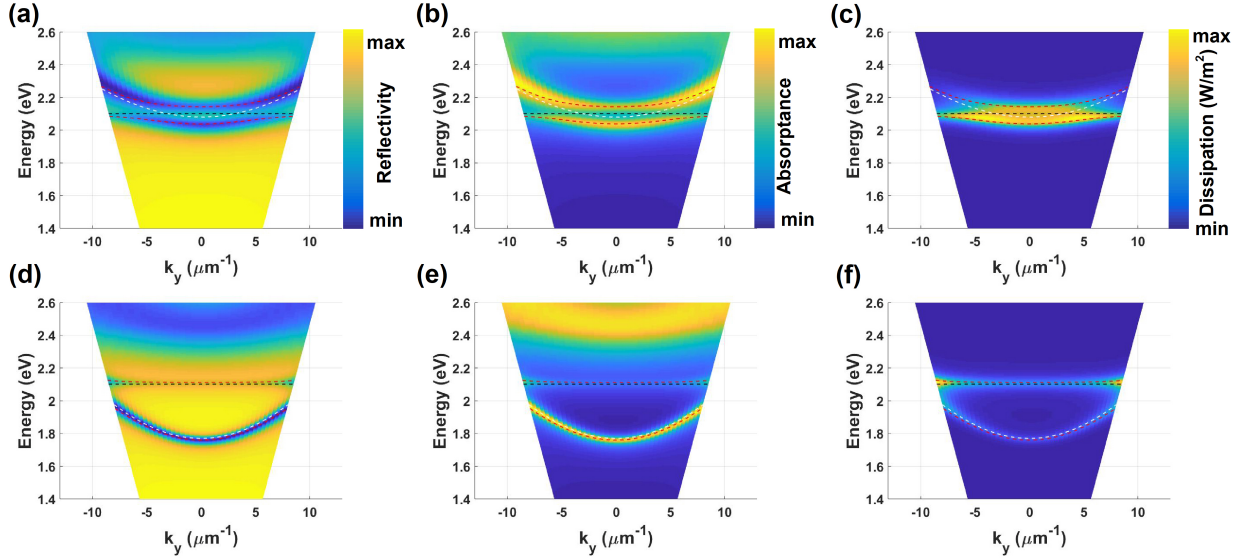 (a)
2.6
2.4
2.2
2
1.8
1.6
1.4
Energy (eV)
-10 -5 0 5 10
k_y (μm⁻¹)
max
Reflectivity
min
(b)
2.6
2.4
2.2
2
1.8
1.6
1.4
Energy (eV)
-10 -5 0 5 10
k_y (μm⁻¹)
max
Absorptance
min
(c)
2.6
2.4
2.2
2
1.8
1.6
1.4
Energy (eV)
-10 -5 0 5 10
k_y (μm⁻¹)
max
Dissipation (W/m²)
min
(d)
2.6
2.4
2.2
2
1.8
1.6
1.4
Energy (eV)
-10 -5 0 5 10
k_y (μm⁻¹)
(e)
2.6
2.4
2.2
2
1.8
1.6
1.4
Energy (eV)
-10 -5 0 5 10
k_y (μm⁻¹)
(f)
2.6
2.4
2.2
2
1.8
1.6
1.4
Energy (eV)
-10 -5 0 5 10
k_y (μm⁻¹)